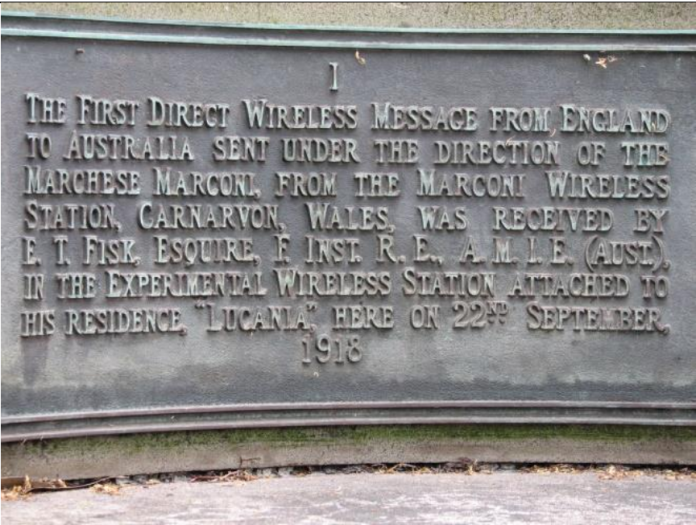 I
THE FIRST DIRECT WIRELESS MESSAGE FROM ENGLAND
TO AUSTRALIA SENT UNDER THE DIRECTION OF THE
MARCHESE MARCONI, FROM THE MARCONI WIRELESS
STATION, CARNARVON, WALES, WAS RECEIVED BY
E. T. FISK, ESQUIRE, F. INST. R. E., A. M. I. E. (AUST.),
IN THE EXPERIMENTAL WIRELESS STATION ATTACHED TO
HIS RESIDENCE, "LUCANIA", HERE ON 22ND SEPTEMBER,
1918